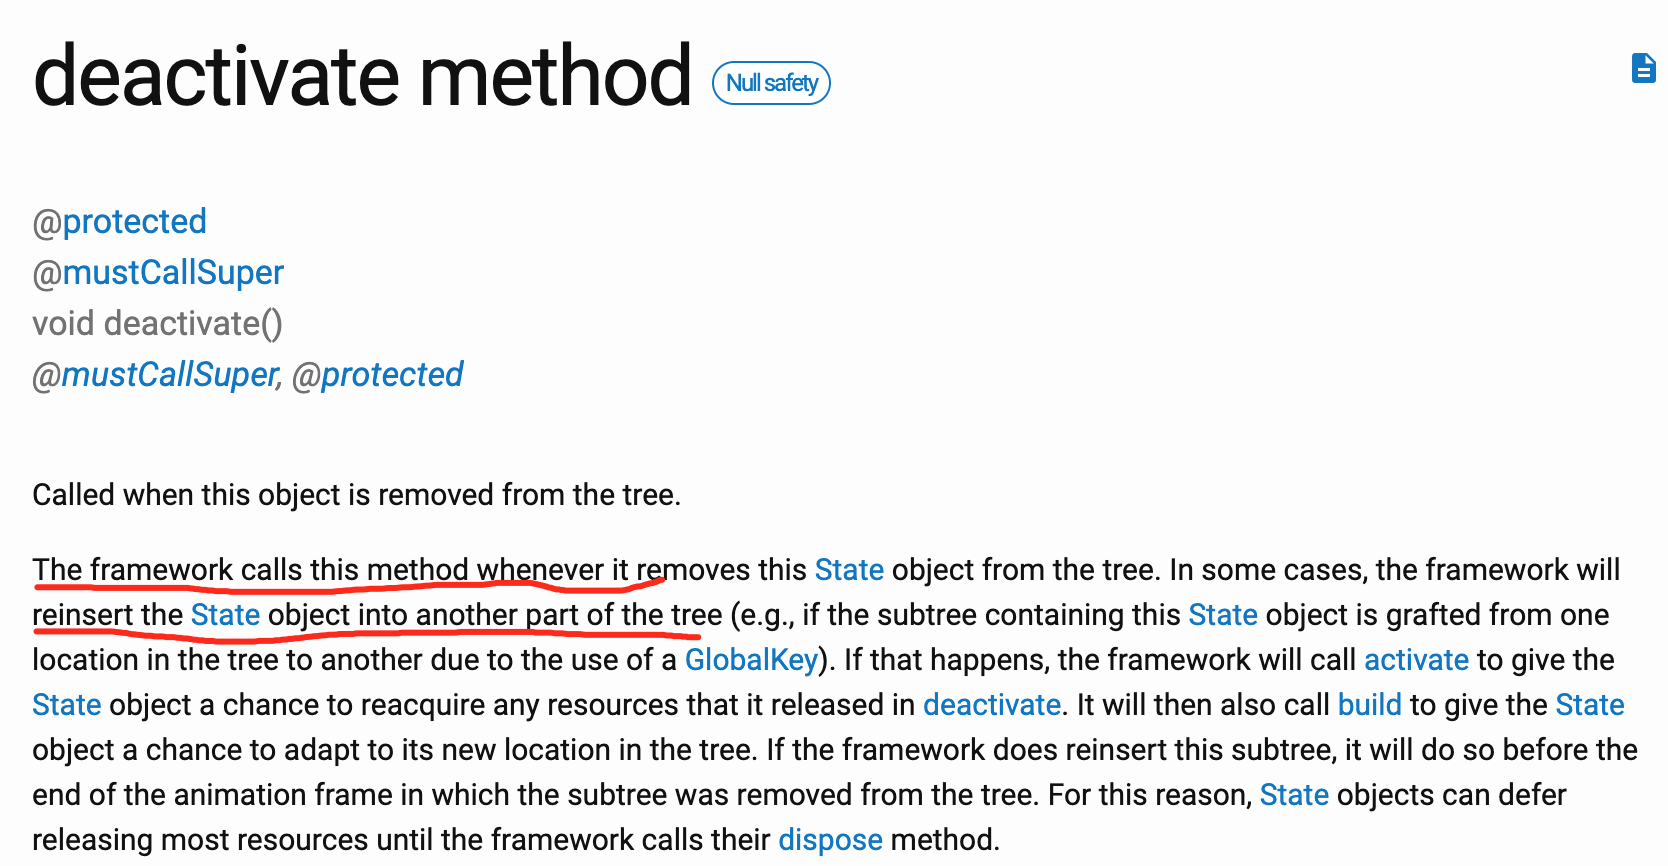 deactivate method Null safety
@protected
@mustCallSuper
void deactivate()
@mustCallSuper, @protected
Called when this object is removed from the tree.
The framework calls this method whenever it removes this State object from the tree. In some cases, the framework will
reinsert the State object into another part of the tree (e.g., if the subtree containing this State object is grafted from one
location in the tree to another due to the use of a GlobalKey). If that happens, the framework will call activate to give the
State object a chance to reacquire any resources that it released in deactivate. It will then also call build to give the State
object a chance to adapt to its new location in the tree. If the framework does reinsert this subtree, it will do so before the
end of the animation frame in which the subtree was removed from the tree. For this reason, State objects can defer
releasing most resources until the framework calls their dispose method.